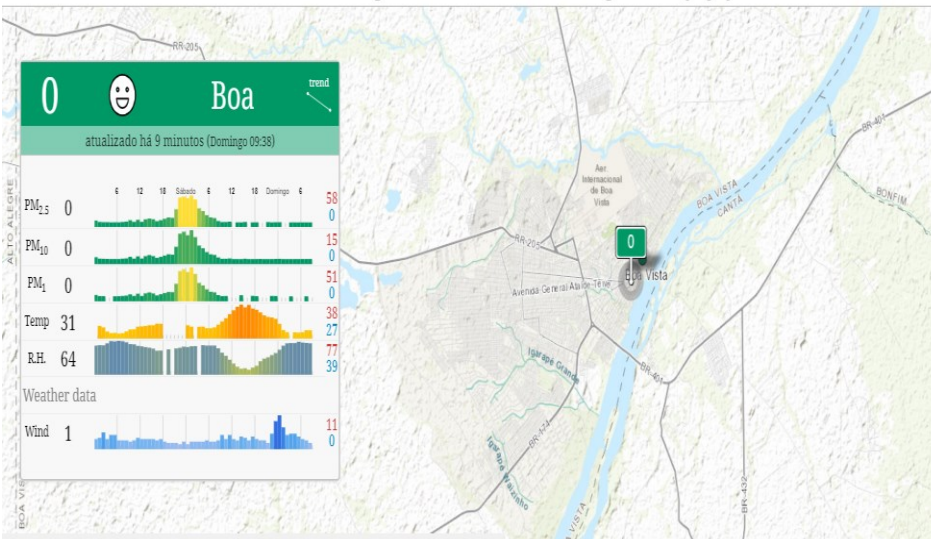 0 Boa trend
atualizado há 9 minutos (Domingo 09:38)
6 12 18 Sábado 6 12 18 Domingo 6
PM2.5 0 58 0
PM10 0 15 0
PM1 0 51 0
Temp 31 38 27
R.H. 64 77 39
Weather data
Wind 1 11 0
RR-205
ALTO ALEGRE
BOA VIS
Aer
Internacional
de Boa
Vista
BOA VISTA
CANTÁ
RR-401
BONFIM
RR-205
0
Boa Vista
Avenida General Ataíde Teive
Igarapé Grande
BR-401
BR-174
BR-432
VISTA